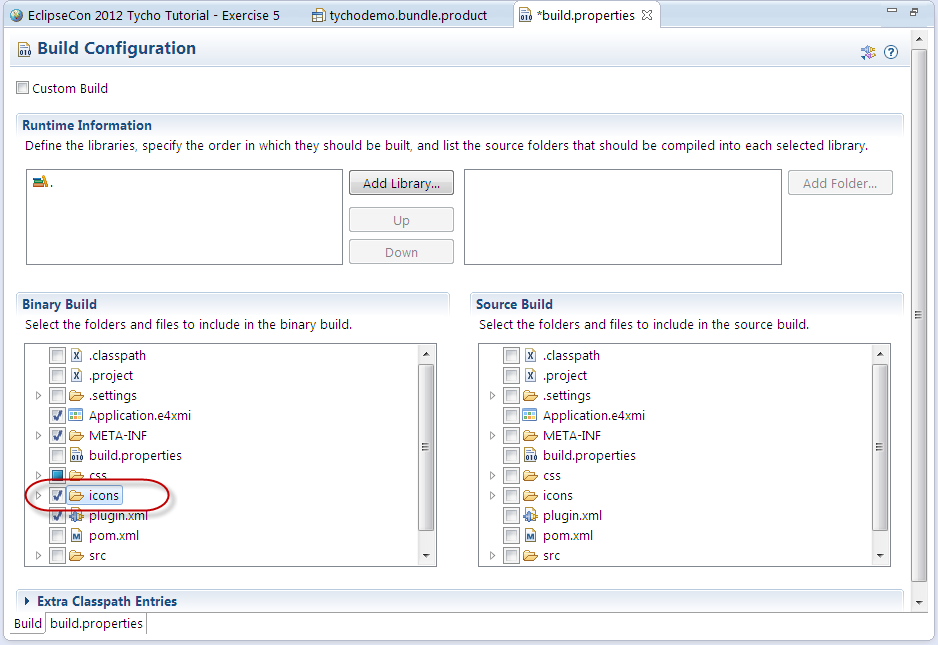 EclipseCon 2012 Tycho Tutorial - Exercise 5
tychodemo.bundle.product
*build.properties
Build Configuration
Custom Build
Runtime Information
Define the libraries, specify the order in which they should be built, and list the source folders that should be compiled into each selected library.
.
Add Library...
Up
Down
Add Folder...
Binary Build
Select the folders and files to include in the binary build.
.classpath
.project
.settings
Application.e4xmi
META-INF
build.properties
css
icons
plugin.xml
pom.xml
src
Source Build
Select the folders and files to include in the source build.
.classpath
.project
.settings
Application.e4xmi
META-INF
build.properties
css
icons
plugin.xml
pom.xml
src
Extra Classpath Entries
Build
build.properties